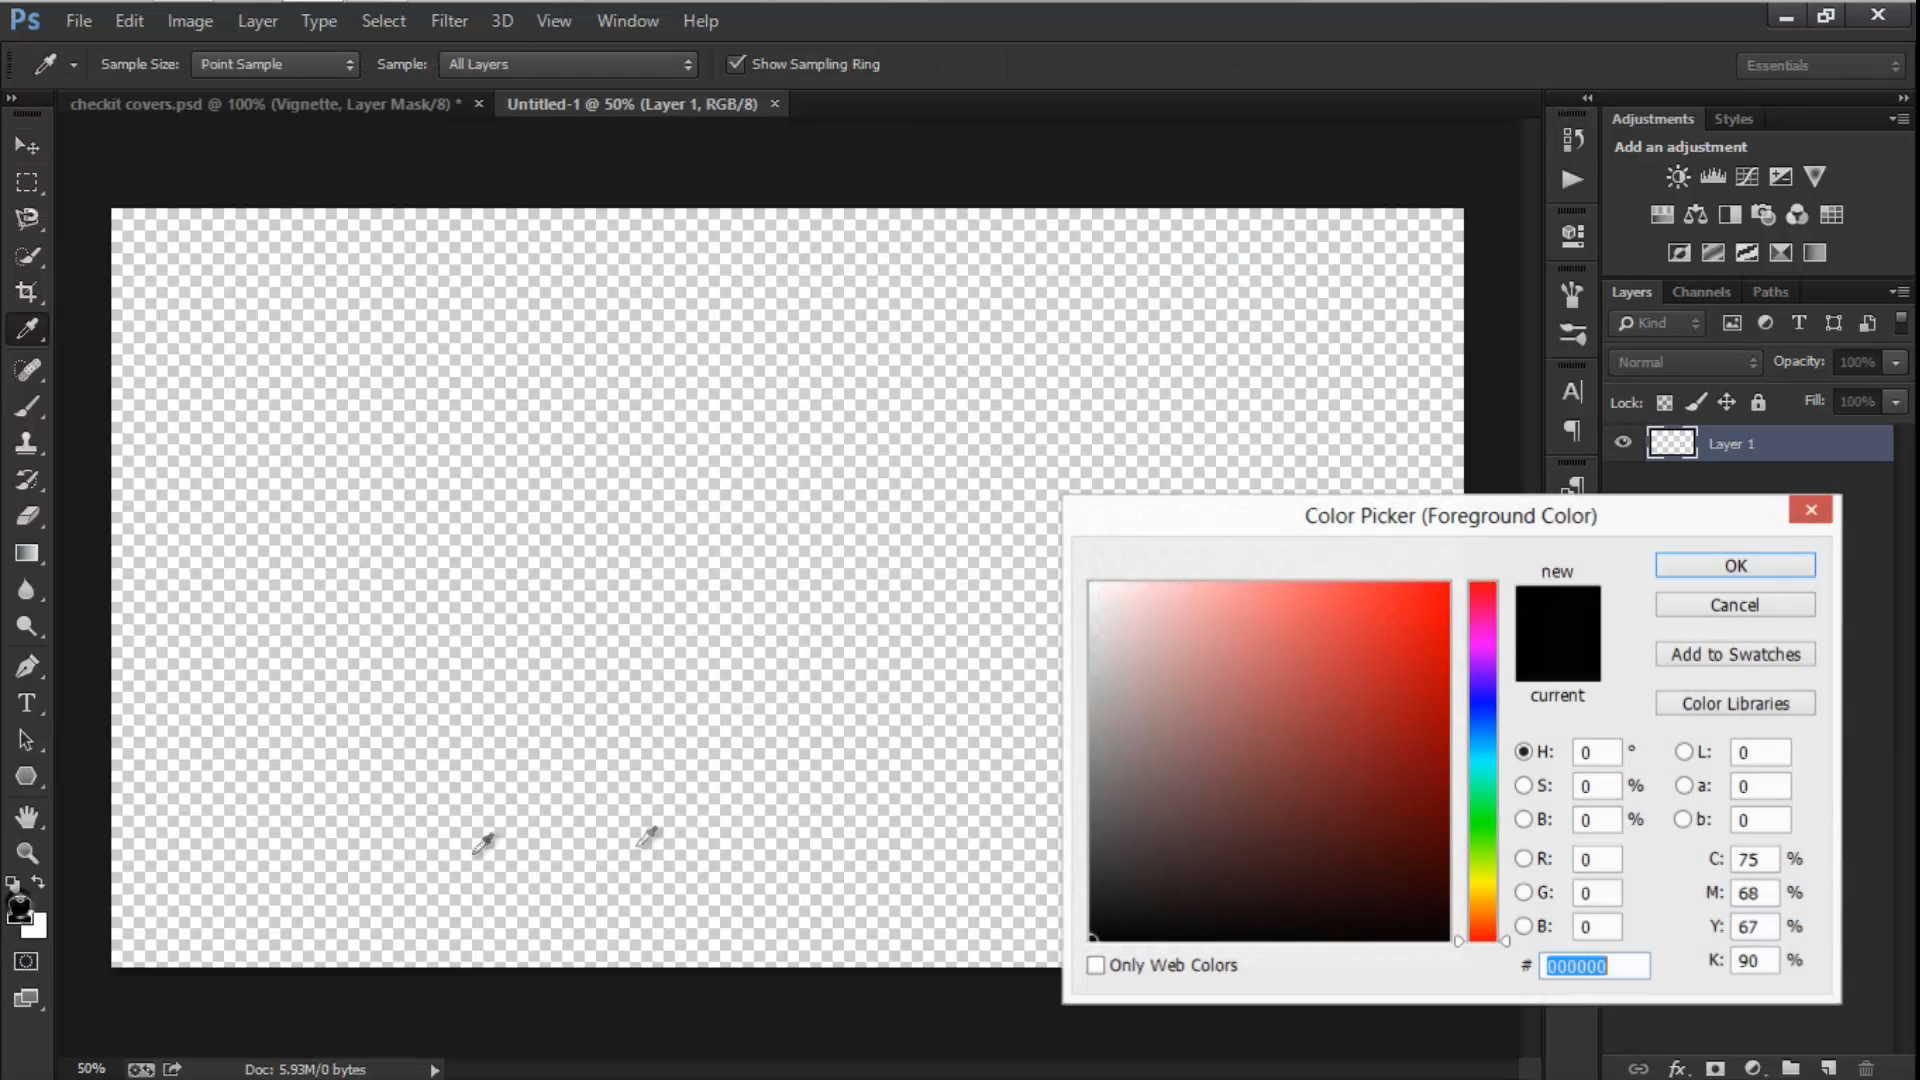 Ps File Edit Image Layer Type Select Filter 3D View Window Help
Sample Size: Point Sample Sample: All Layers Show Sampling Ring Essentials
checkit covers.psd @ 100% (Vignette, Layer Mask/8) * × Untitled-1 @ 50% (Layer 1, RGB/8) ×
Adjustments Styles
Add an adjustment
Layers Channels Paths
Kind
Normal Opacity: 100%
Lock: Fill: 100%
Layer 1
Color Picker (Foreground Color)
new
OK
Cancel
Add to Swatches
current
Color Libraries
H: 0 ° L: 0
S: 0 % a: 0
B: 0 % b: 0
R: 0 C: 75 %
G: 0 M: 68 %
B: 0 Y: 67 %
Only Web Colors # 000000 K: 90 %
50% Doc: 5.93M/0 bytes